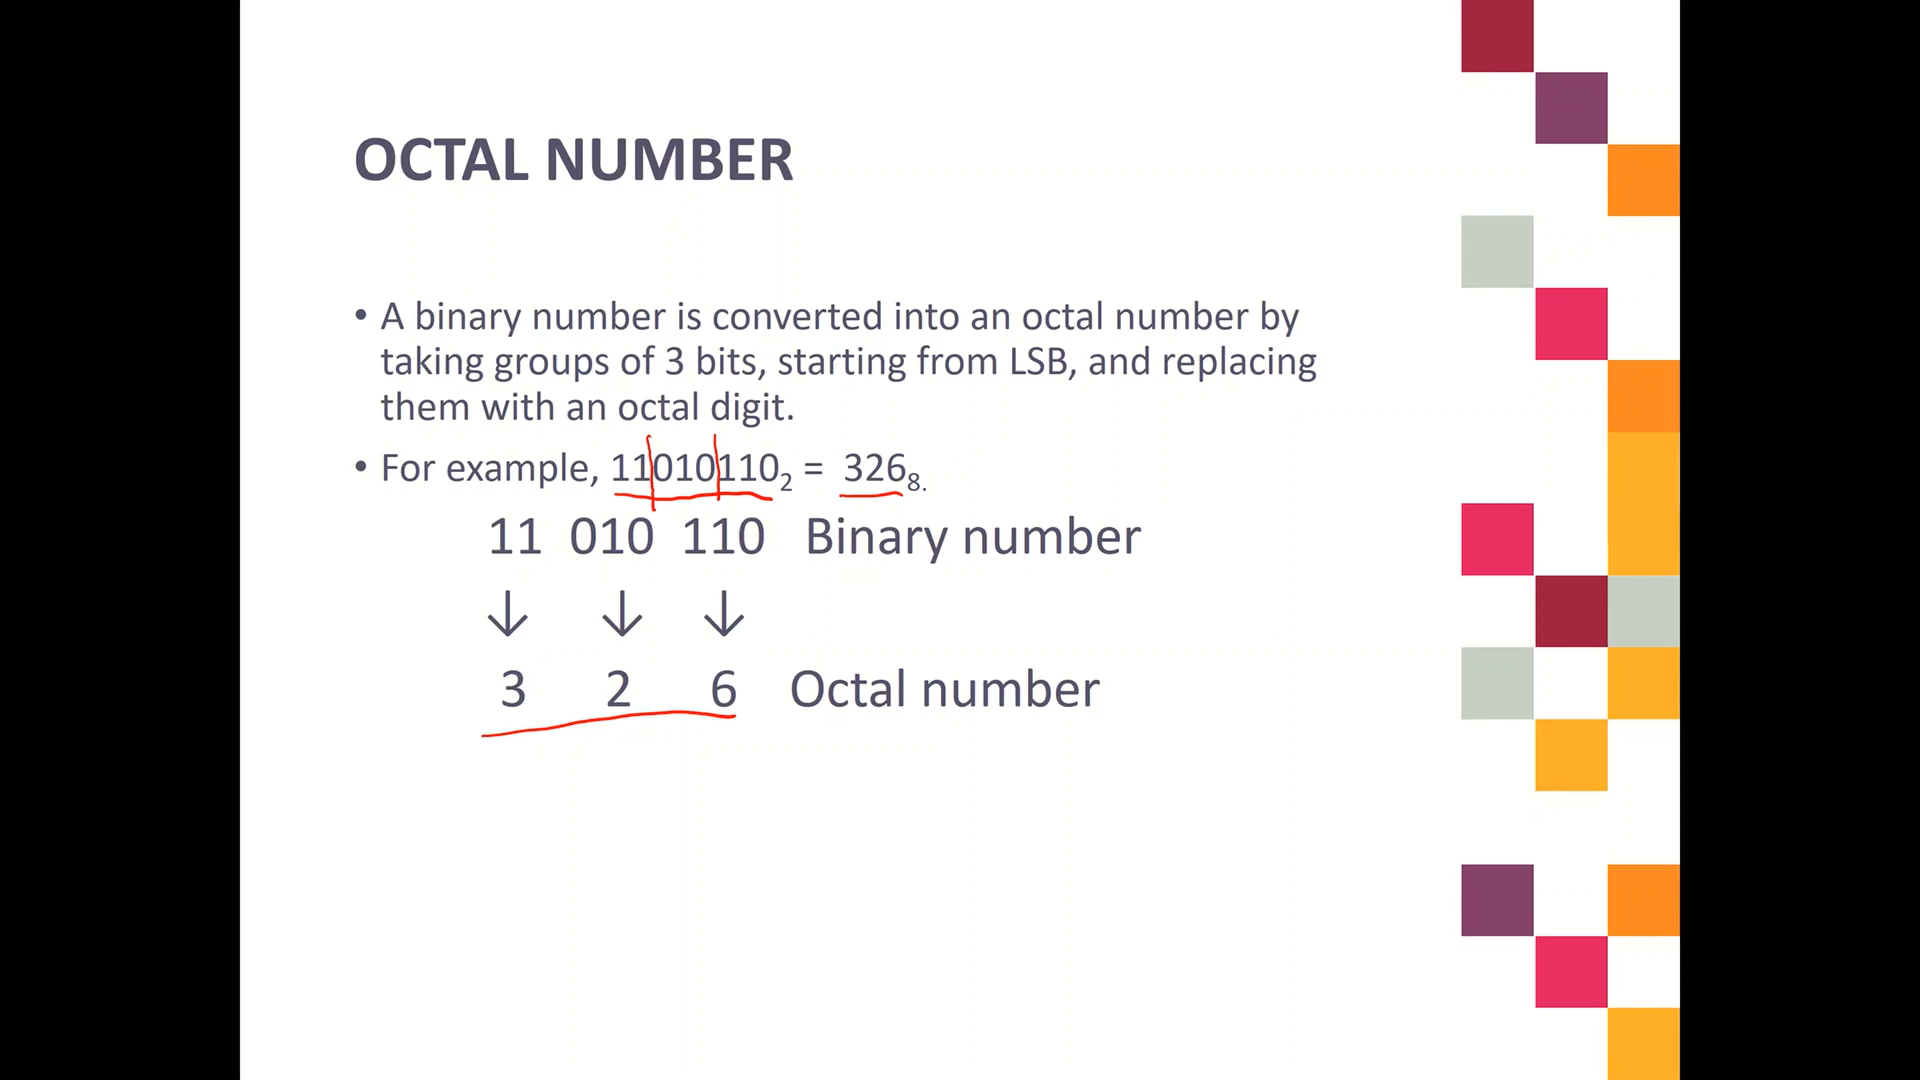 OCTAL NUMBER
• A binary number is converted into an octal number by
taking groups of 3 bits, starting from LSB, and replacing
them with an octal digit.
• For example, 11010110₂ = 326₈.
11 010 110 Binary number
↓ ↓ ↓
3 2 6 Octal number